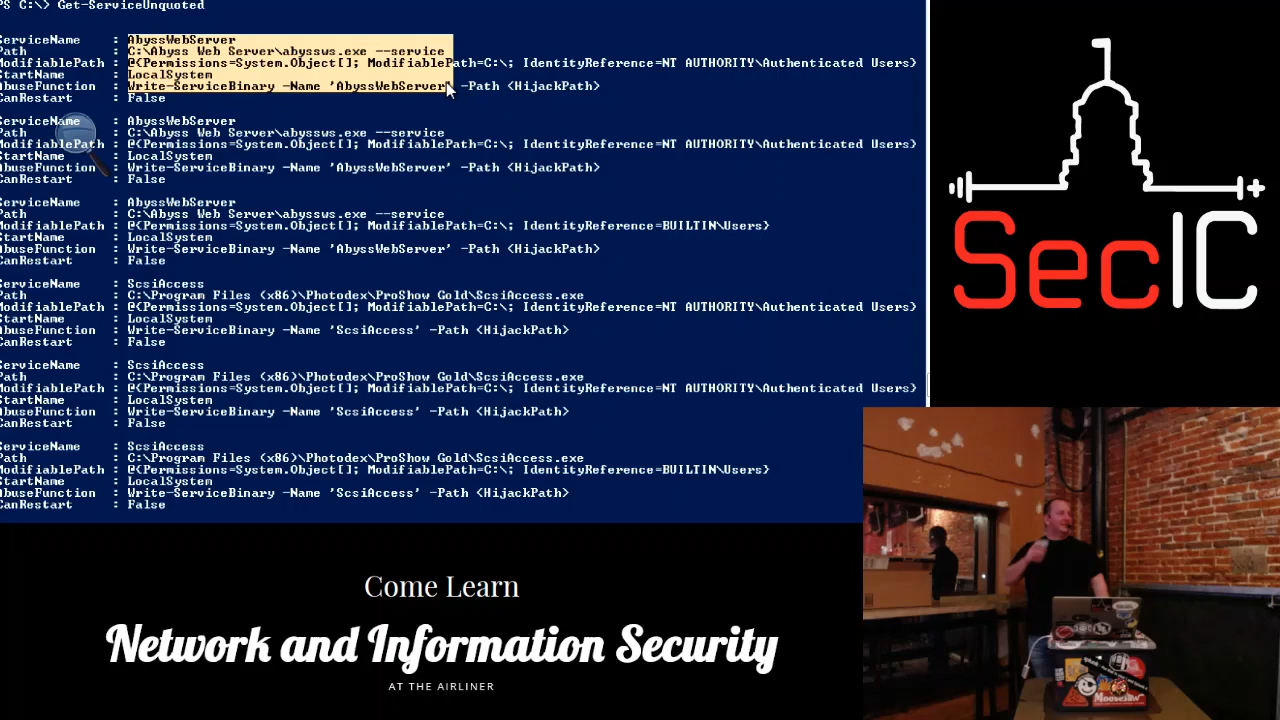 PS C:\> Get-ServiceUnquoted
ServiceName : AbyssWebServer
Path : C:\Abyss Web Server\abyssws.exe --service
ModifiablePath : @{Permissions=System.Object[]; ModifiablePath=C:\; IdentityReference=NT AUTHORITY\Authenticated Users}
StartName : LocalSystem
AbuseFunction : Write-ServiceBinary -Name 'AbyssWebServer' -Path <HijackPath>
CanRestart : False
ServiceName : AbyssWebServer
Path : C:\Abyss Web Server\abyssws.exe --service
ModifiablePath : @{Permissions=System.Object[]; ModifiablePath=C:\; IdentityReference=NT AUTHORITY\Authenticated Users}
StartName : LocalSystem
AbuseFunction : Write-ServiceBinary -Name 'AbyssWebServer' -Path <HijackPath>
CanRestart : False
ServiceName : AbyssWebServer
Path : C:\Abyss Web Server\abyssws.exe --service
ModifiablePath : @{Permissions=System.Object[]; ModifiablePath=C:\; IdentityReference=BUILTIN\Users}
StartName : LocalSystem
AbuseFunction : Write-ServiceBinary -Name 'AbyssWebServer' -Path <HijackPath>
CanRestart : False
ServiceName : ScsiAccess
Path : C:\Program Files (x86)\Photodex\ProShow Gold\ScsiAccess.exe
ModifiablePath : @{Permissions=System.Object[]; ModifiablePath=C:\; IdentityReference=NT AUTHORITY\Authenticated Users}
StartName : LocalSystem
AbuseFunction : Write-ServiceBinary -Name 'ScsiAccess' -Path <HijackPath>
CanRestart : False
ServiceName : ScsiAccess
Path : C:\Program Files (x86)\Photodex\ProShow Gold\ScsiAccess.exe
ModifiablePath : @{Permissions=System.Object[]; ModifiablePath=C:\; IdentityReference=NT AUTHORITY\Authenticated Users}
StartName : LocalSystem
AbuseFunction : Write-ServiceBinary -Name 'ScsiAccess' -Path <HijackPath>
CanRestart : False
ServiceName : ScsiAccess
Path : C:\Program Files (x86)\Photodex\ProShow Gold\ScsiAccess.exe
ModifiablePath : @{Permissions=System.Object[]; ModifiablePath=C:\; IdentityReference=BUILTIN\Users}
StartName : LocalSystem
AbuseFunction : Write-ServiceBinary -Name 'ScsiAccess' -Path <HijackPath>
CanRestart : False
SecIC
Come Learn
Network and Information Security
AT THE AIRLINER